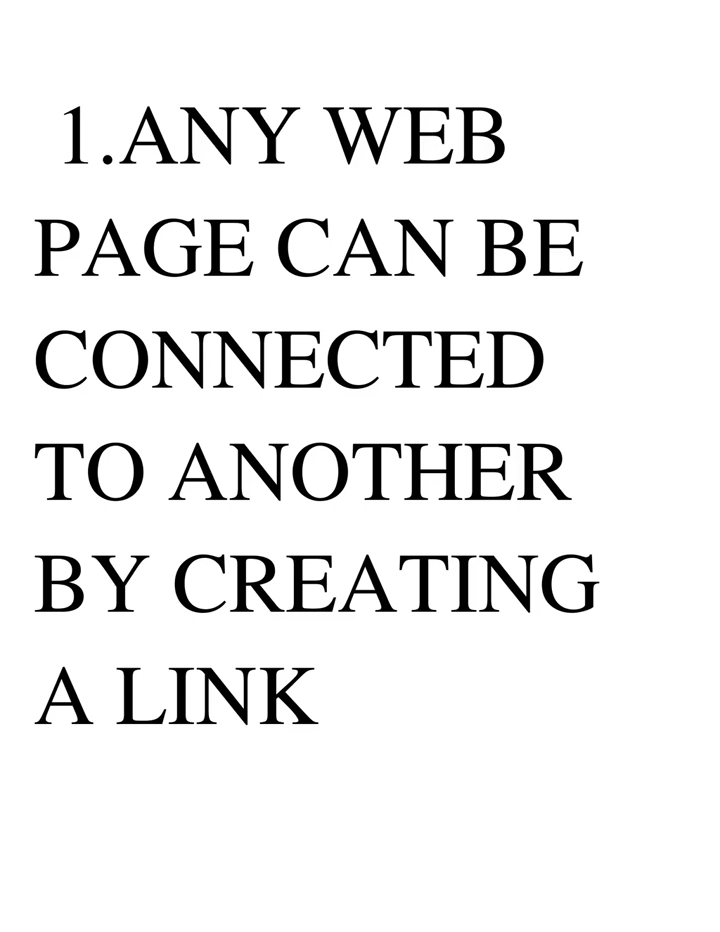 1.ANY WEB
PAGE CAN BE
CONNECTED
TO ANOTHER
BY CREATING
A LINK